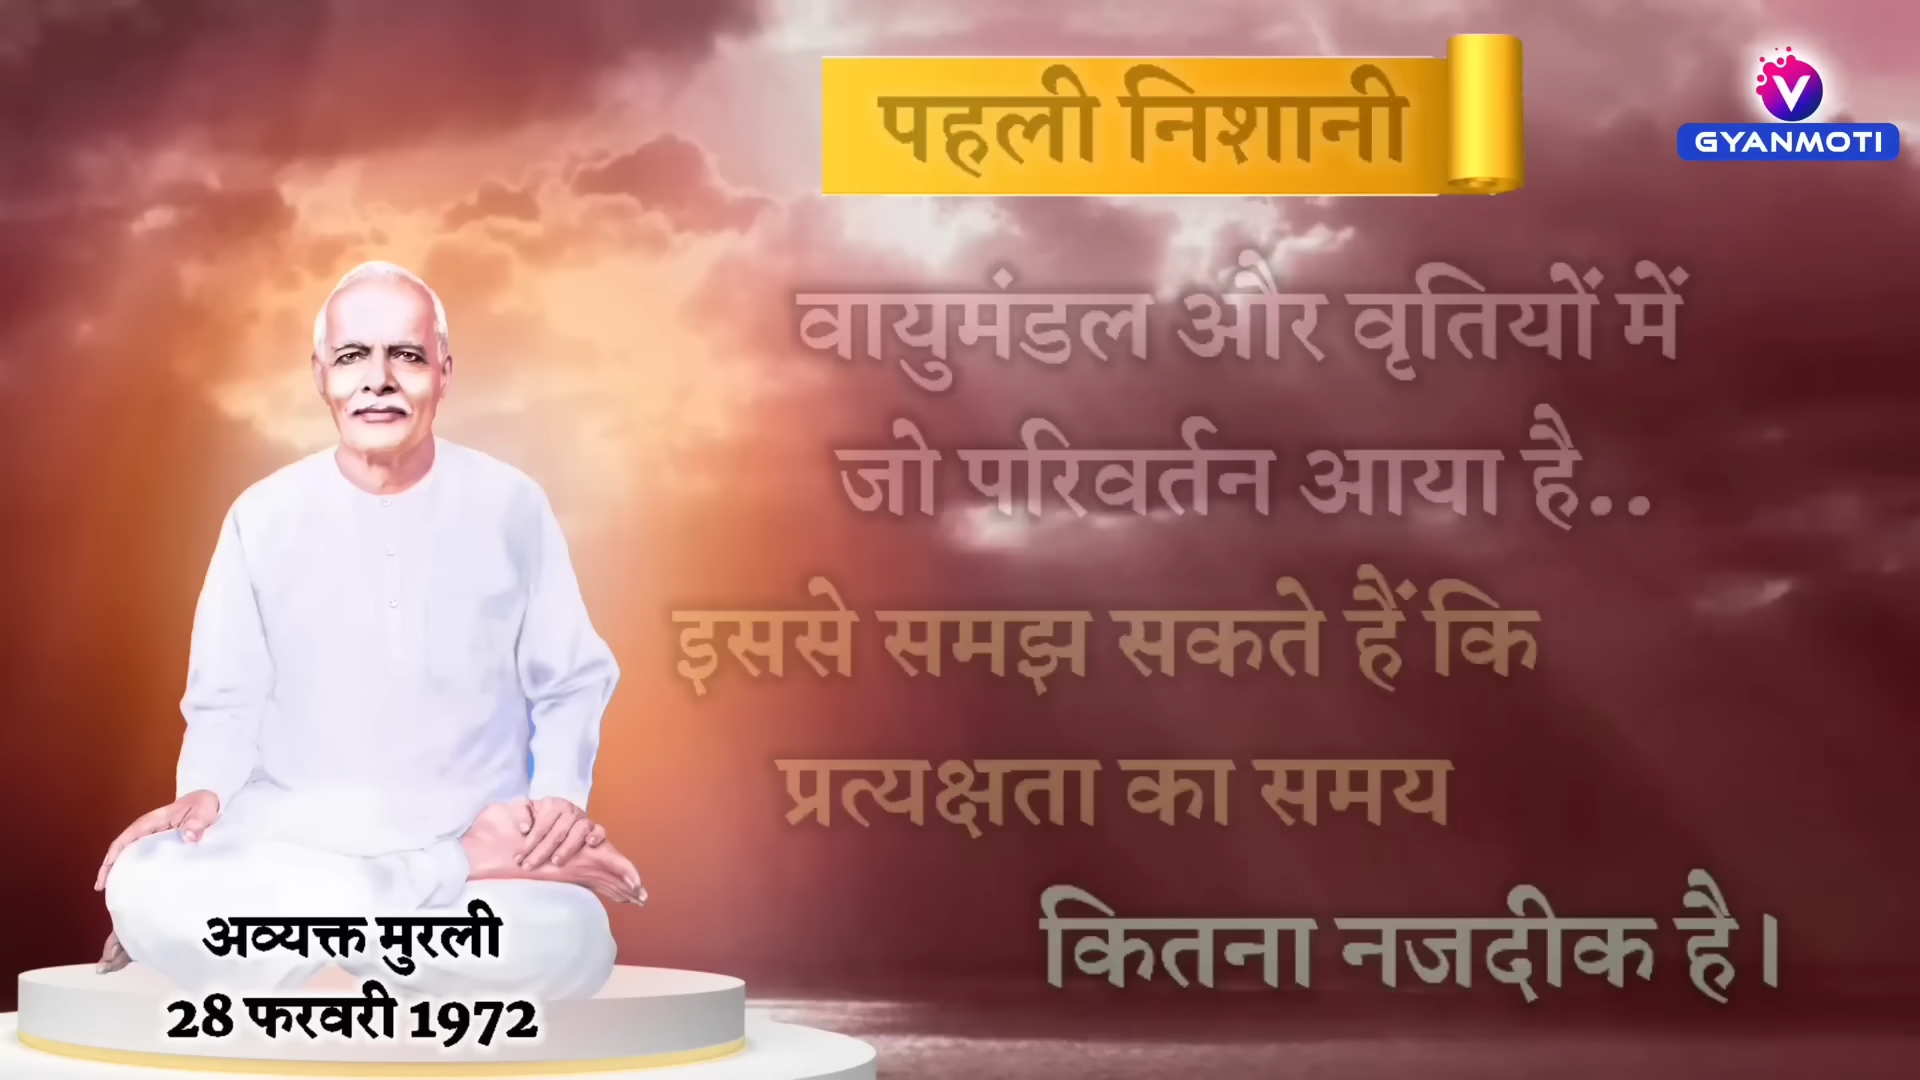 पहली निशानी
GYANMOTI
वायुमंडल और वृतियों में
जो परिवर्तन आया है..
इससे समझ सकते हैं कि
प्रत्यक्षता का समय
कितना नजदीक है।
अव्यक्त मुरली
28 फरवरी 1972